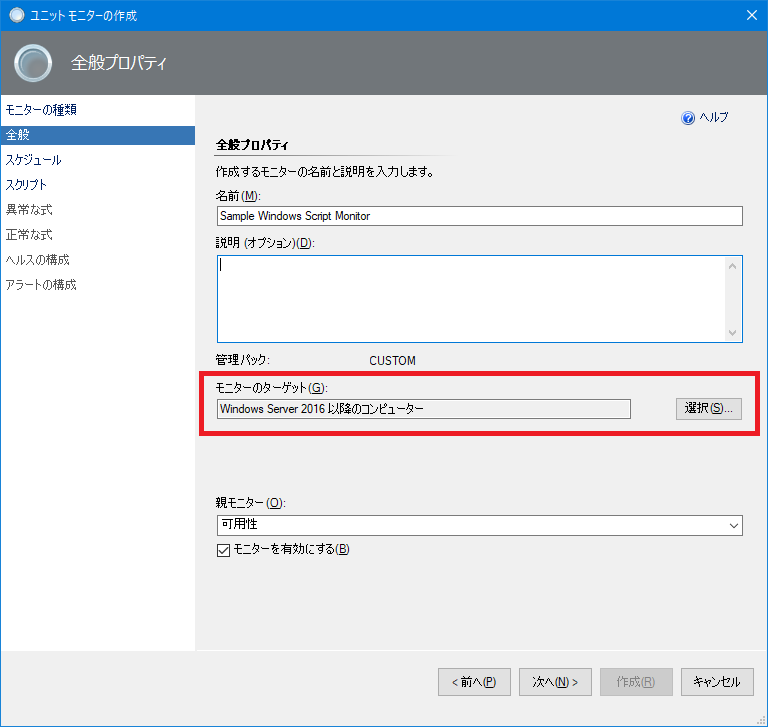 ユニット モニターの作成
全般プロパティ
モニターの種類
全般
スケジュール
スクリプト
異常な式
正常な式
ヘルスの構成
アラートの構成
ヘルプ
全般プロパティ
作成するモニターの名前と説明を入力します。
名前(M):
Sample Windows Script Monitor
説明 (オプション)(D):
管理パック: CUSTOM
モニターのターゲット(G):
Windows Server 2016 以降のコンピューター 選択(S)...
親モニター(O):
可用性
モニターを有効にする(B)
< 前へ(P) 次へ(N) > 作成(R) キャンセル